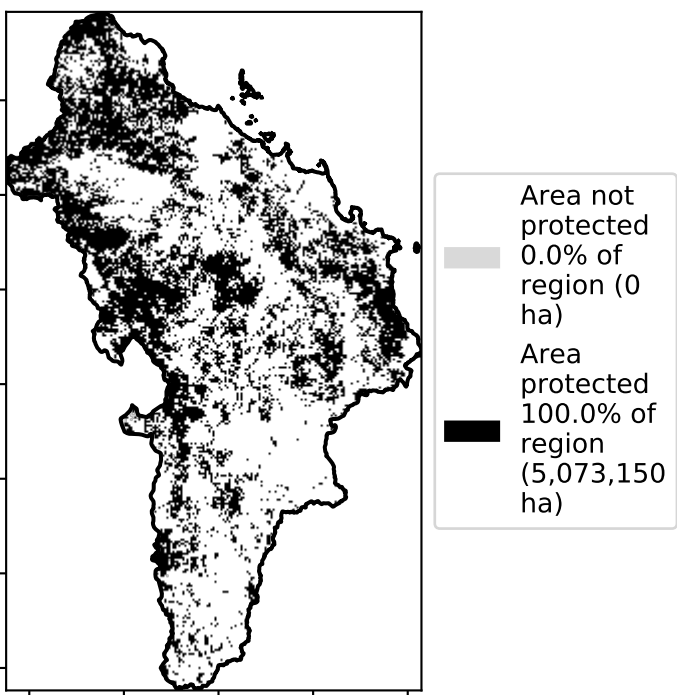 Area not
protected
0.0% of
region (0
ha)
Area
protected
100.0% of
region
(5,073,150
ha)